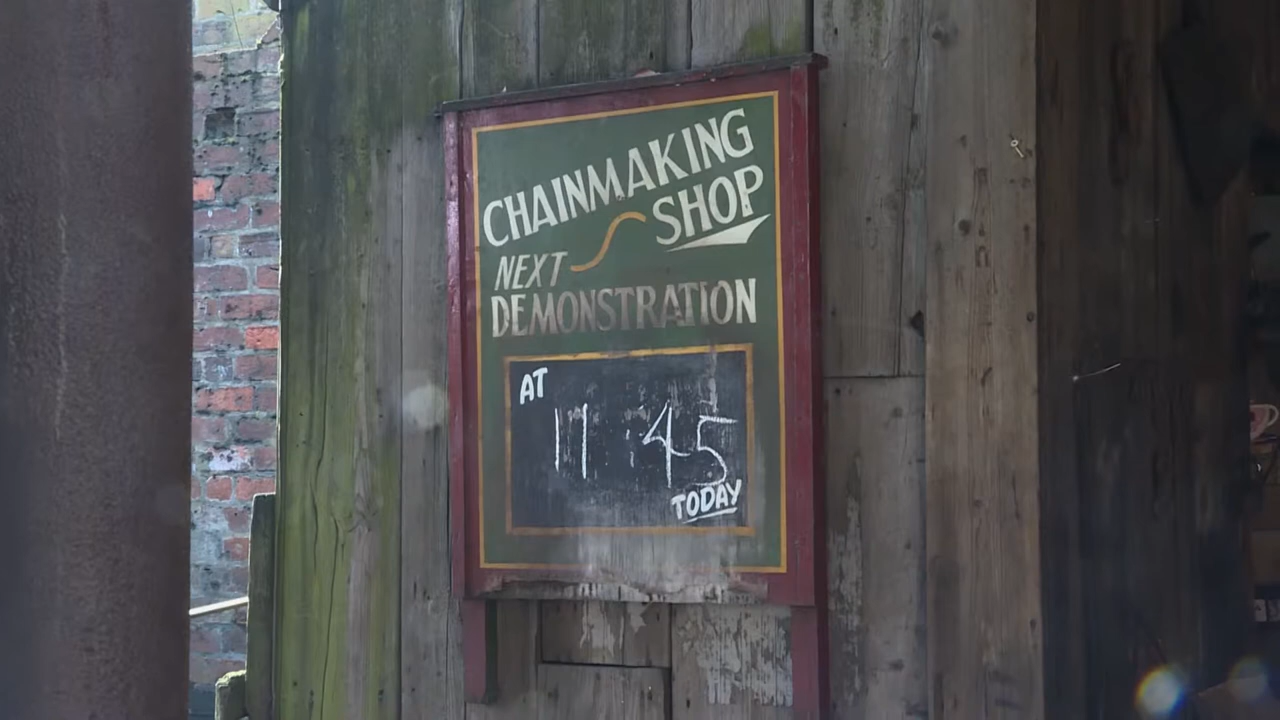 CHAINMAKING
SHOP
NEXT
DEMONSTRATION
AT
11:45
TODAY